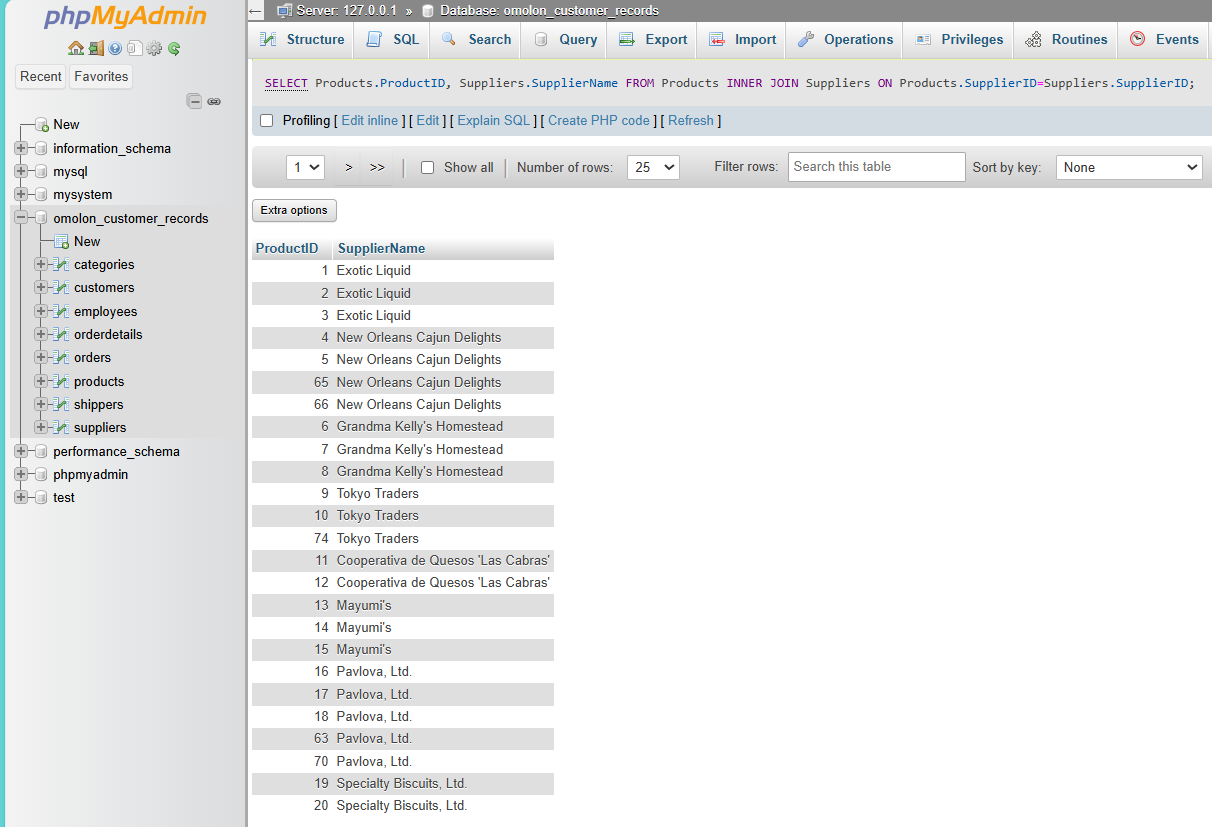 phpMyAdmin
Recent Favorites
New
information_schema
mysql
mysystem
omolon_customer_records
New
categories
customers
employees
orderdetails
orders
products
shippers
suppliers
performance_schema
phpmyadmin
test
Server: 127.0.0.1 » Database: omolon_customer_records
Structure SQL Search Query Export Import Operations Privileges Routines Events
SELECT Products.ProductID, Suppliers.SupplierName FROM Products INNER JOIN Suppliers ON Products.SupplierID=Suppliers.SupplierID;
Profiling [ Edit inline ] [ Edit ] [ Explain SQL ] [ Create PHP code ] [ Refresh ]
1 > >> Show all Number of rows: 25 Filter rows: Search this table Sort by key: None
Extra options
ProductID SupplierName
1 Exotic Liquid
2 Exotic Liquid
3 Exotic Liquid
4 New Orleans Cajun Delights
5 New Orleans Cajun Delights
65 New Orleans Cajun Delights
66 New Orleans Cajun Delights
6 Grandma Kelly's Homestead
7 Grandma Kelly's Homestead
8 Grandma Kelly's Homestead
9 Tokyo Traders
10 Tokyo Traders
74 Tokyo Traders
11 Cooperativa de Quesos 'Las Cabras'
12 Cooperativa de Quesos 'Las Cabras'
13 Mayumi's
14 Mayumi's
15 Mayumi's
16 Pavlova, Ltd.
17 Pavlova, Ltd.
18 Pavlova, Ltd.
63 Pavlova, Ltd.
70 Pavlova, Ltd.
19 Specialty Biscuits, Ltd.
20 Specialty Biscuits, Ltd.